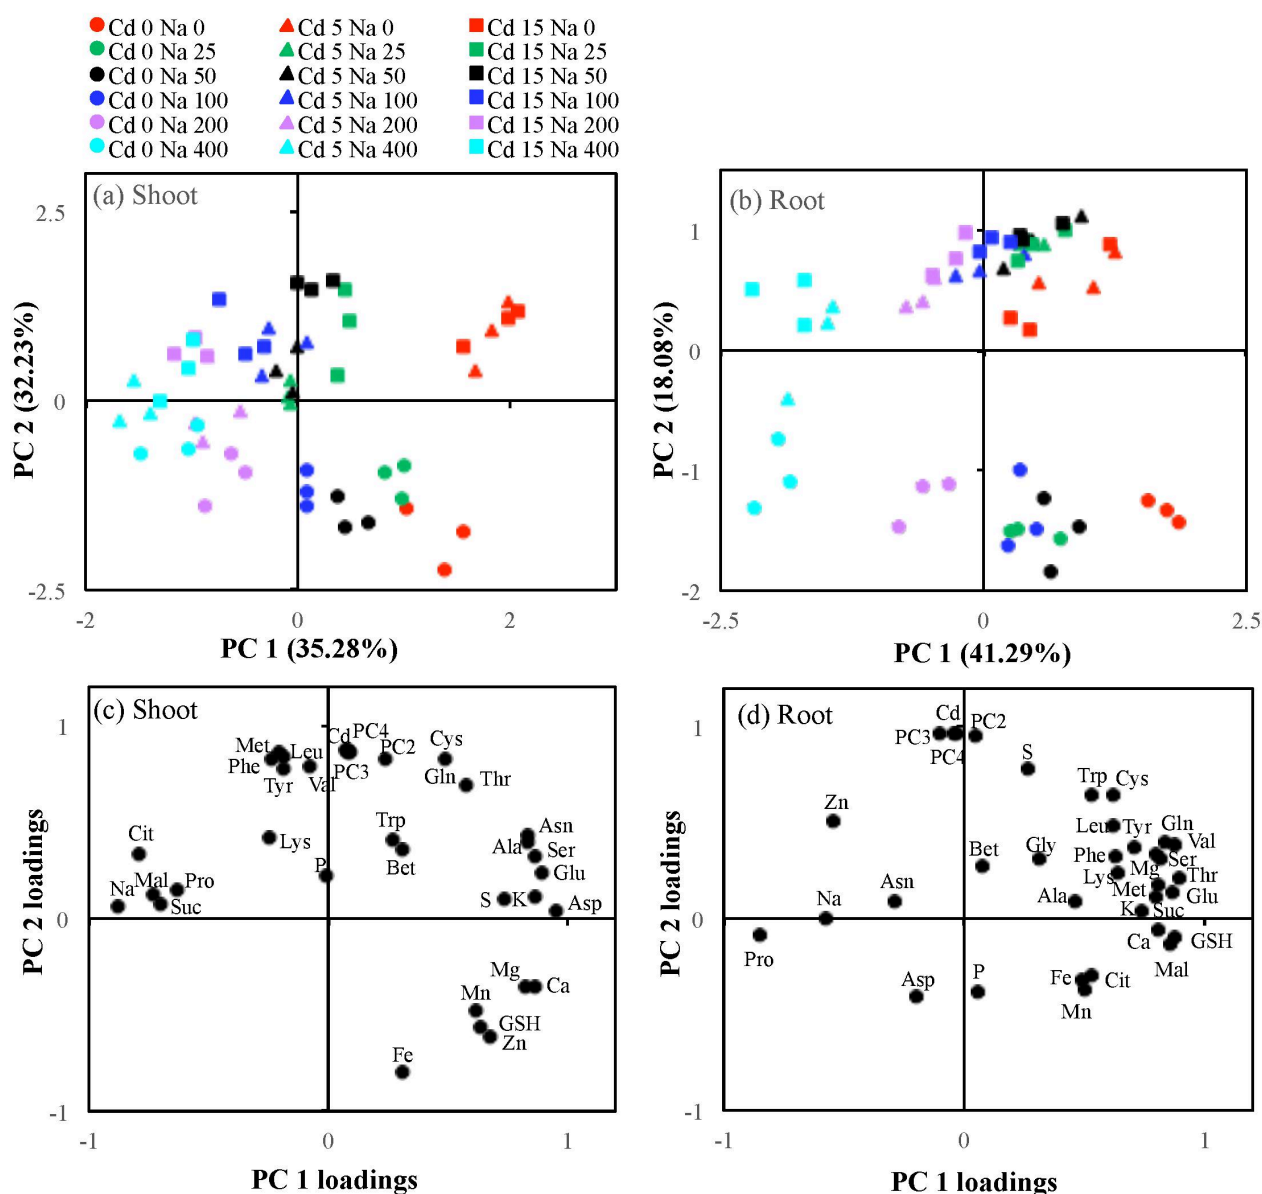 Cd 0 Na 0 Cd 5 Na 0 Cd 15 Na 0
Cd 0 Na 25 Cd 5 Na 25 Cd 15 Na 25
Cd 0 Na 50 Cd 5 Na 50 Cd 15 Na 50
Cd 0 Na 100 Cd 5 Na 100 Cd 15 Na 100
Cd 0 Na 200 Cd 5 Na 200 Cd 15 Na 200
Cd 0 Na 400 Cd 5 Na 400 Cd 15 Na 400
(a) Shoot
2.5
0
-2.5
-2 0 2
PC 2 (32.23%)
PC 1 (35.28%)
(b) Root
1
0
-1
-2
-2.5 0 2.5
PC 2 (18.08%)
PC 1 (41.29%)
(c) Shoot
1
0
-1
-1 0 1
PC 2 loadings
PC 1 loadings
Cd PC4
Met Leu PC2 Cys
Phe PC3 Gln
Tyr Val Thr
Trp Asn
Cit Lys Ala Ser
Bet Glu
P
Na Mal Pro S K Asp
Suc
Mg Ca
Mn
GSH
Zn
Fe
(d) Root
1
0
-1
-1 0 1
PC 2 loadings
PC 1 loadings
Cd PC2
PC3
PC4 S
Trp Cys
Zn
Leu Tyr Gln Val
Bet Gly Phe Mg Ser
Lys Thr
Asn Ala Met Glu
Na K Suc
Ca GSH
Pro Mal
Asp P Fe Cit
Mn